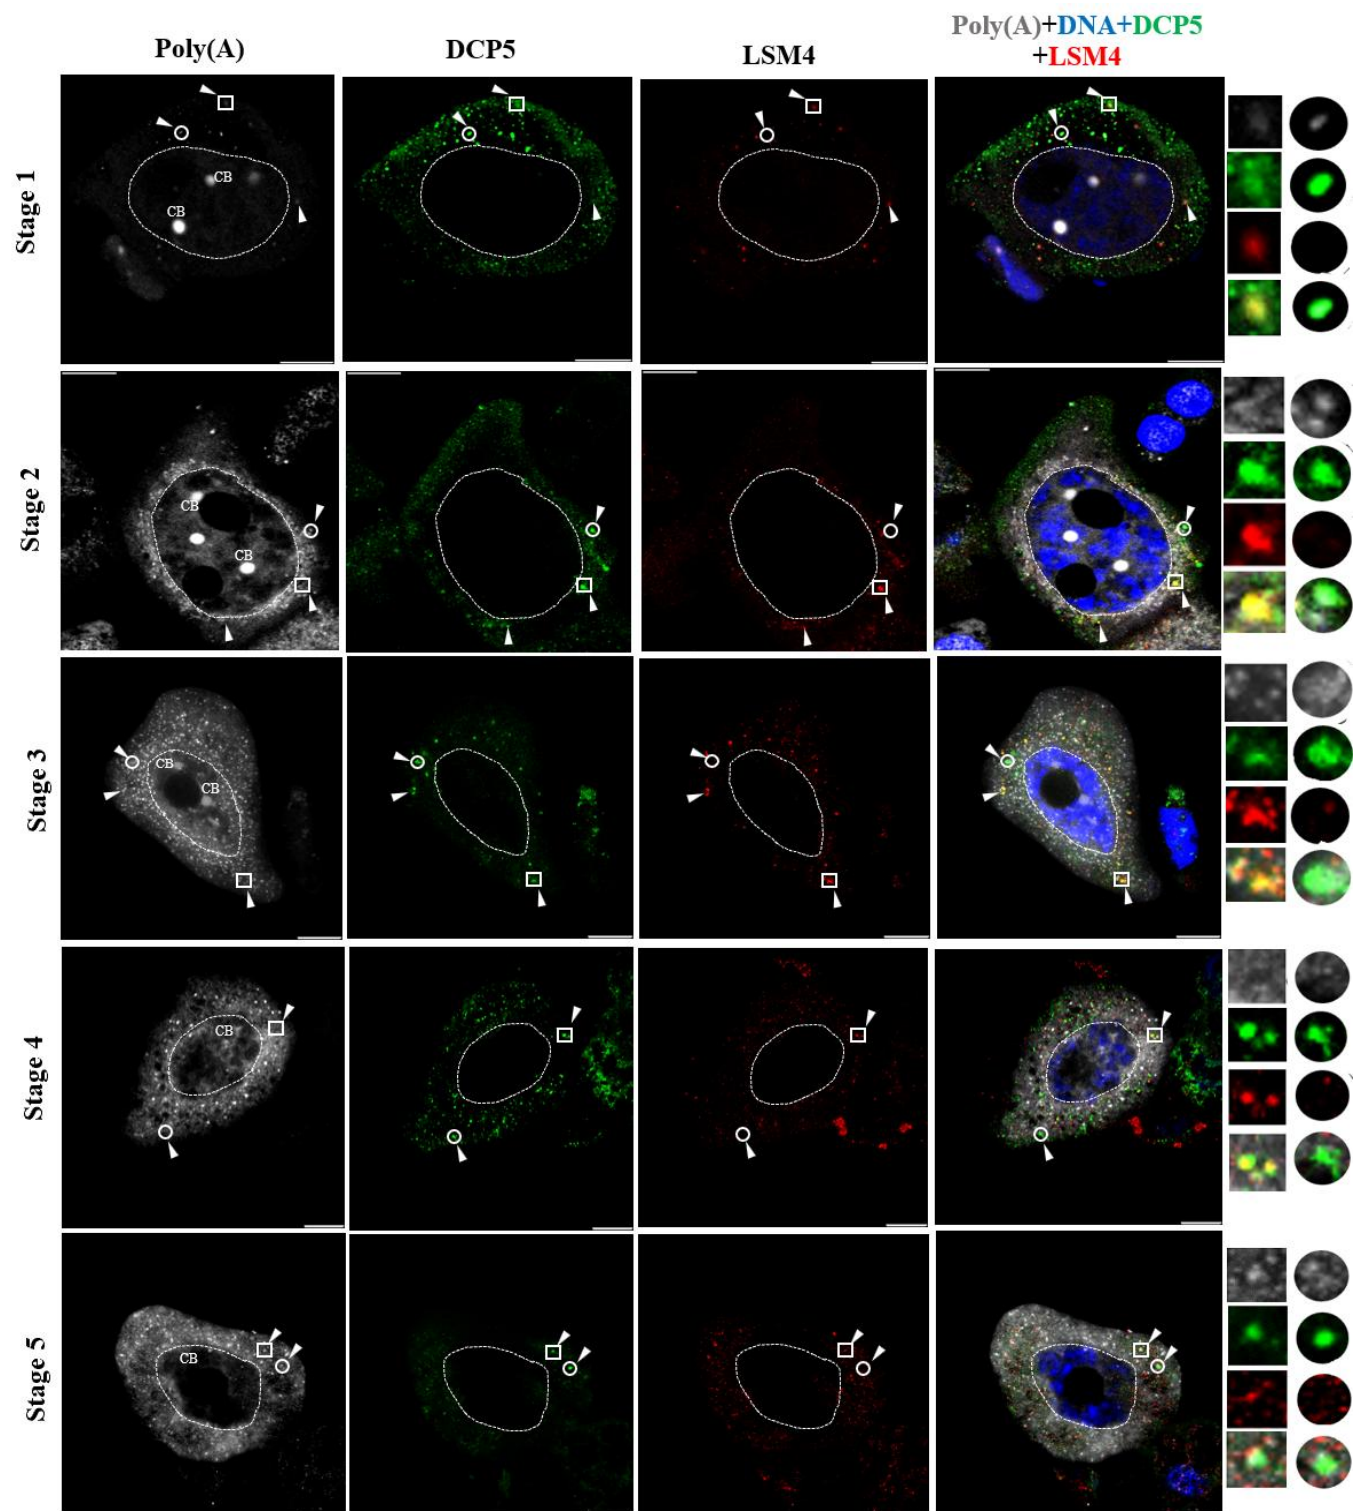 Poly(A)
DCP5
LSM4
Poly(A)+DNA+DCP5
+LSM4
Stage 1
CB
CB
Stage 2
CB
CB
Stage 3
CB
CB
Stage 4
CB
Stage 5
CB